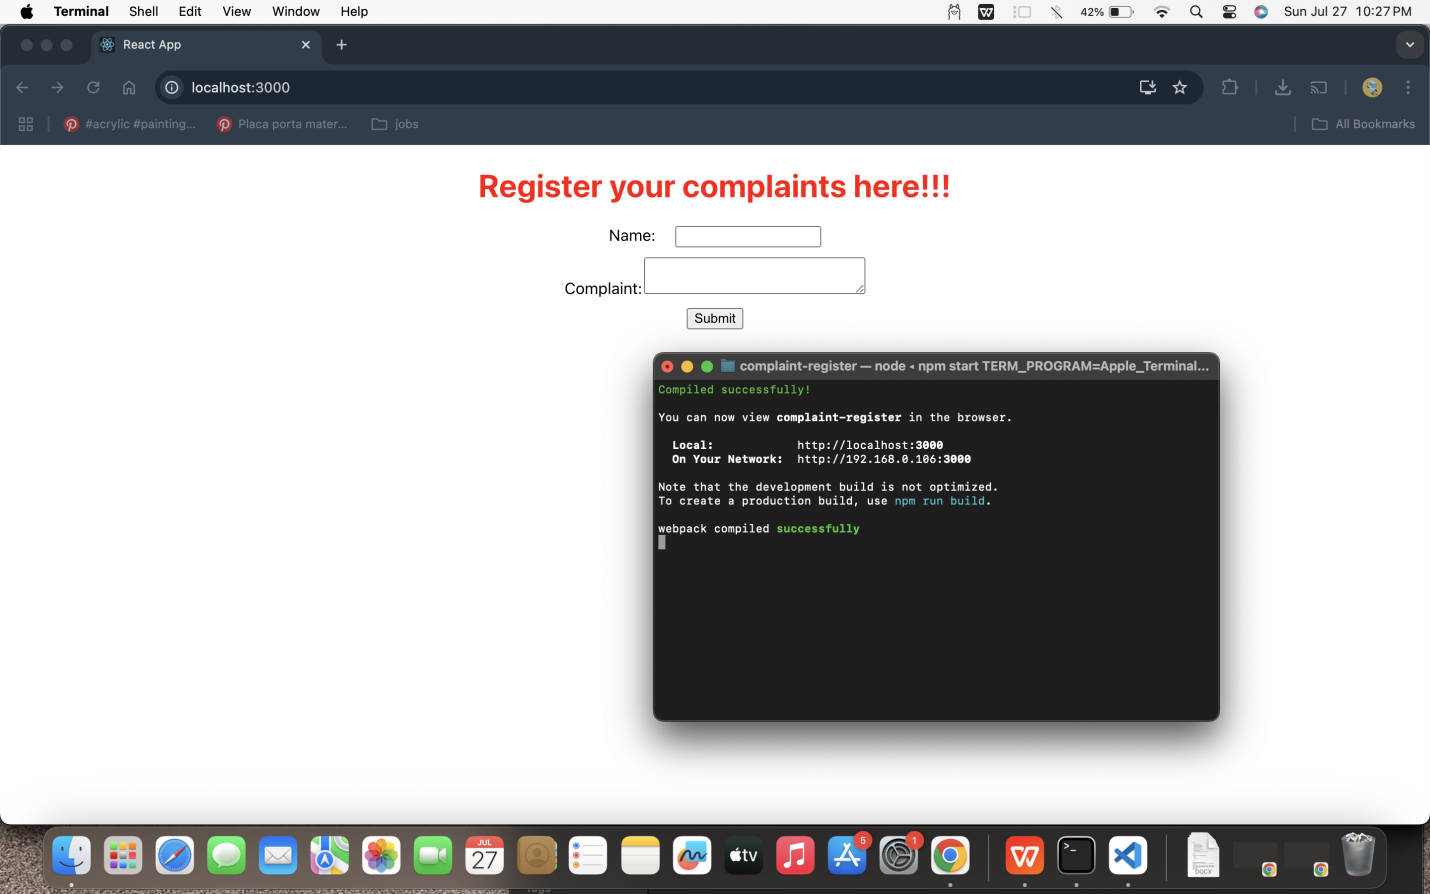 Terminal Shell Edit View Window Help 42% Sun Jul 27 10:27 PM
React App
localhost:3000
#acrylic #painting... Placa porta mater... jobs All Bookmarks
Register your complaints here!!!
Name:
Complaint:
Submit
complaint-register — node ◂ npm start TERM_PROGRAM=Apple_Terminal...
Compiled successfully!
You can now view complaint-register in the browser.
Local: http://localhost:3000
On Your Network: http://192.168.0.106:3000
Note that the development build is not optimized.
To create a production build, use npm run build.
webpack compiled successfully
JUL
27
tv
5
1
>_
DOCX
Tags